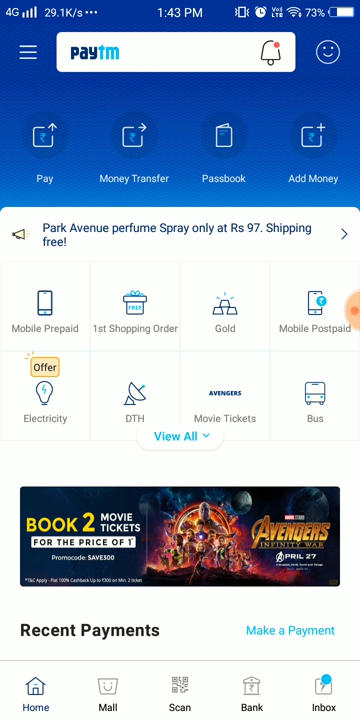 4G 29.1K/s ••• 1:43 PM VoD LTE 73%
paytm
Pay Money Transfer Passbook Add Money
Park Avenue perfume Spray only at Rs 97. Shipping
free!
FREE
Mobile Prepaid 1st Shopping Order Gold Mobile Postpaid
Offer
AVENGERS
Electricity DTH Movie Tickets Bus
View All
BOOK 2 MOVIE TICKETS
FOR THE PRICE OF 1*
Promocode: SAVE300
*T&C Apply - Flat 100% Cashback Up to ₹300 on Min. 2 ticket
MARVEL STUDIOS
AVENGERS
INFINITY WAR
APRIL 27
Recent Payments Make a Payment
Home Mall Scan Bank Inbox